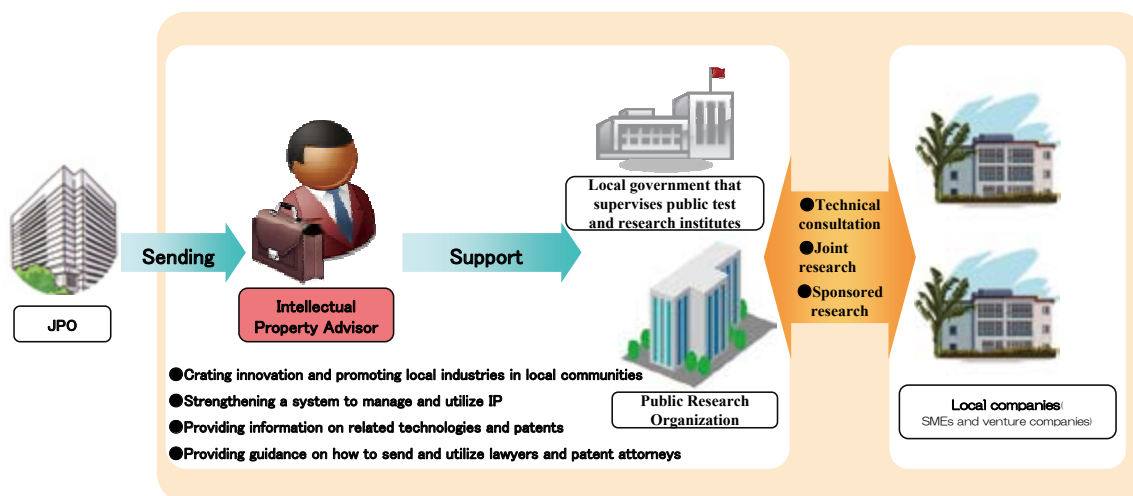 JPO
Sending
Intellectual
Property Advisor
Support
Local government that
supervises public test
and research institutes
Public Research
Organization
●Technical
consultation
●Joint
research
●Sponsored
research
Local companies(
SMEs and venture companies)
●Crating innovation and promoting local industries in local communities
●Strengthening a system to manage and utilize IP
●Providing information on related technologies and patents
●Providing guidance on how to send and utilize lawyers and patent attorneys